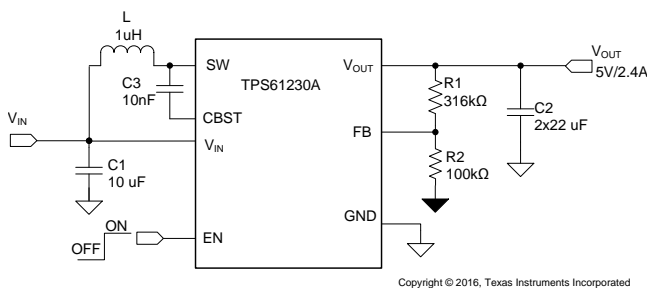 L
1uH
SW
TPS61230A
VOUT
VOUT
5V/2.4A
C3
10nF
R1
316kΩ
CBST
C2
2x22 uF
VIN
VIN
FB
C1
10 uF
R2
100kΩ
GND
ON
OFF
EN
Copyright © 2016, Texas Instruments Incorporated